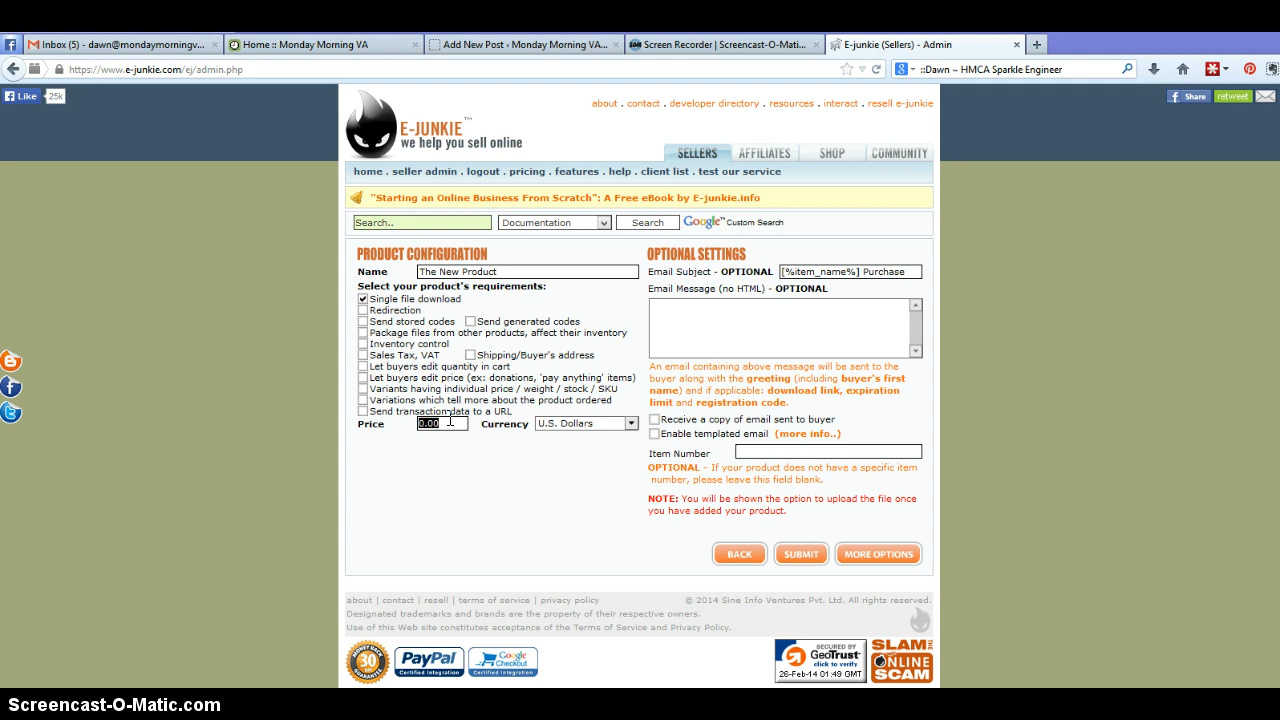 Inbox (5) - dawn@mondaymorningv...
Home :: Monday Morning VA
Add New Post ‹ Monday Morning VA...
Screen Recorder | Screencast-O-Mati...
E-junkie (Sellers) - Admin
https://www.e-junkie.com/ej/admin.php
::Dawn ~ HMCA Sparkle Engineer
Like 25k
Share retweet
about . contact . developer directory . resources . interact . resell e-junkie
E-JUNKIE™
we help you sell online
SELLERS AFFILIATES SHOP COMMUNITY
home . seller admin . logout . pricing . features . help . client list . test our service
"Starting an Online Business From Scratch": A Free eBook by E-junkie.info
Search.. Documentation Search Google™ Custom Search
PRODUCT CONFIGURATION
Name The New Product
Select your product's requirements:
Single file download
Redirection
Send stored codes Send generated codes
Package files from other products, affect their inventory
Inventory control
Sales Tax, VAT Shipping/Buyer's address
Let buyers edit quantity in cart
Let buyers edit price (ex: donations, 'pay anything' items)
Variants having individual price / weight / stock / SKU
Variations which tell more about the product ordered
Send transaction data to a URL
Price 0.00 Currency U.S. Dollars
OPTIONAL SETTINGS
Email Subject - OPTIONAL [%item_name%] Purchase
Email Message (no HTML) - OPTIONAL
An email containing above message will be sent to the
buyer along with the greeting (including buyer's first
name) and if applicable: download link, expiration
limit and registration code.
Receive a copy of email sent to buyer
Enable templated email (more info..)
Item Number
OPTIONAL - If your product does not have a specific item
number, please leave this field blank.
NOTE: You will be shown the option to upload the file once
you have added your product.
BACK SUBMIT MORE OPTIONS
about | contact | resell | terms of service | privacy policy
© 2014 Sine Info Ventures Pvt. Ltd. All rights reserved.
Designated trademarks and brands are the property of their respective owners.
Use of this Web site constitutes acceptance of the Terms of Service and Privacy Policy.
30
PayPal
Certified Integration
Google Checkout
Certified Integration
SECURED BY
GeoTrust
click to verify
26-Feb-14 01:49 GMT
SLAM THE
ONLINE
SCAM
Screencast-O-Matic.com